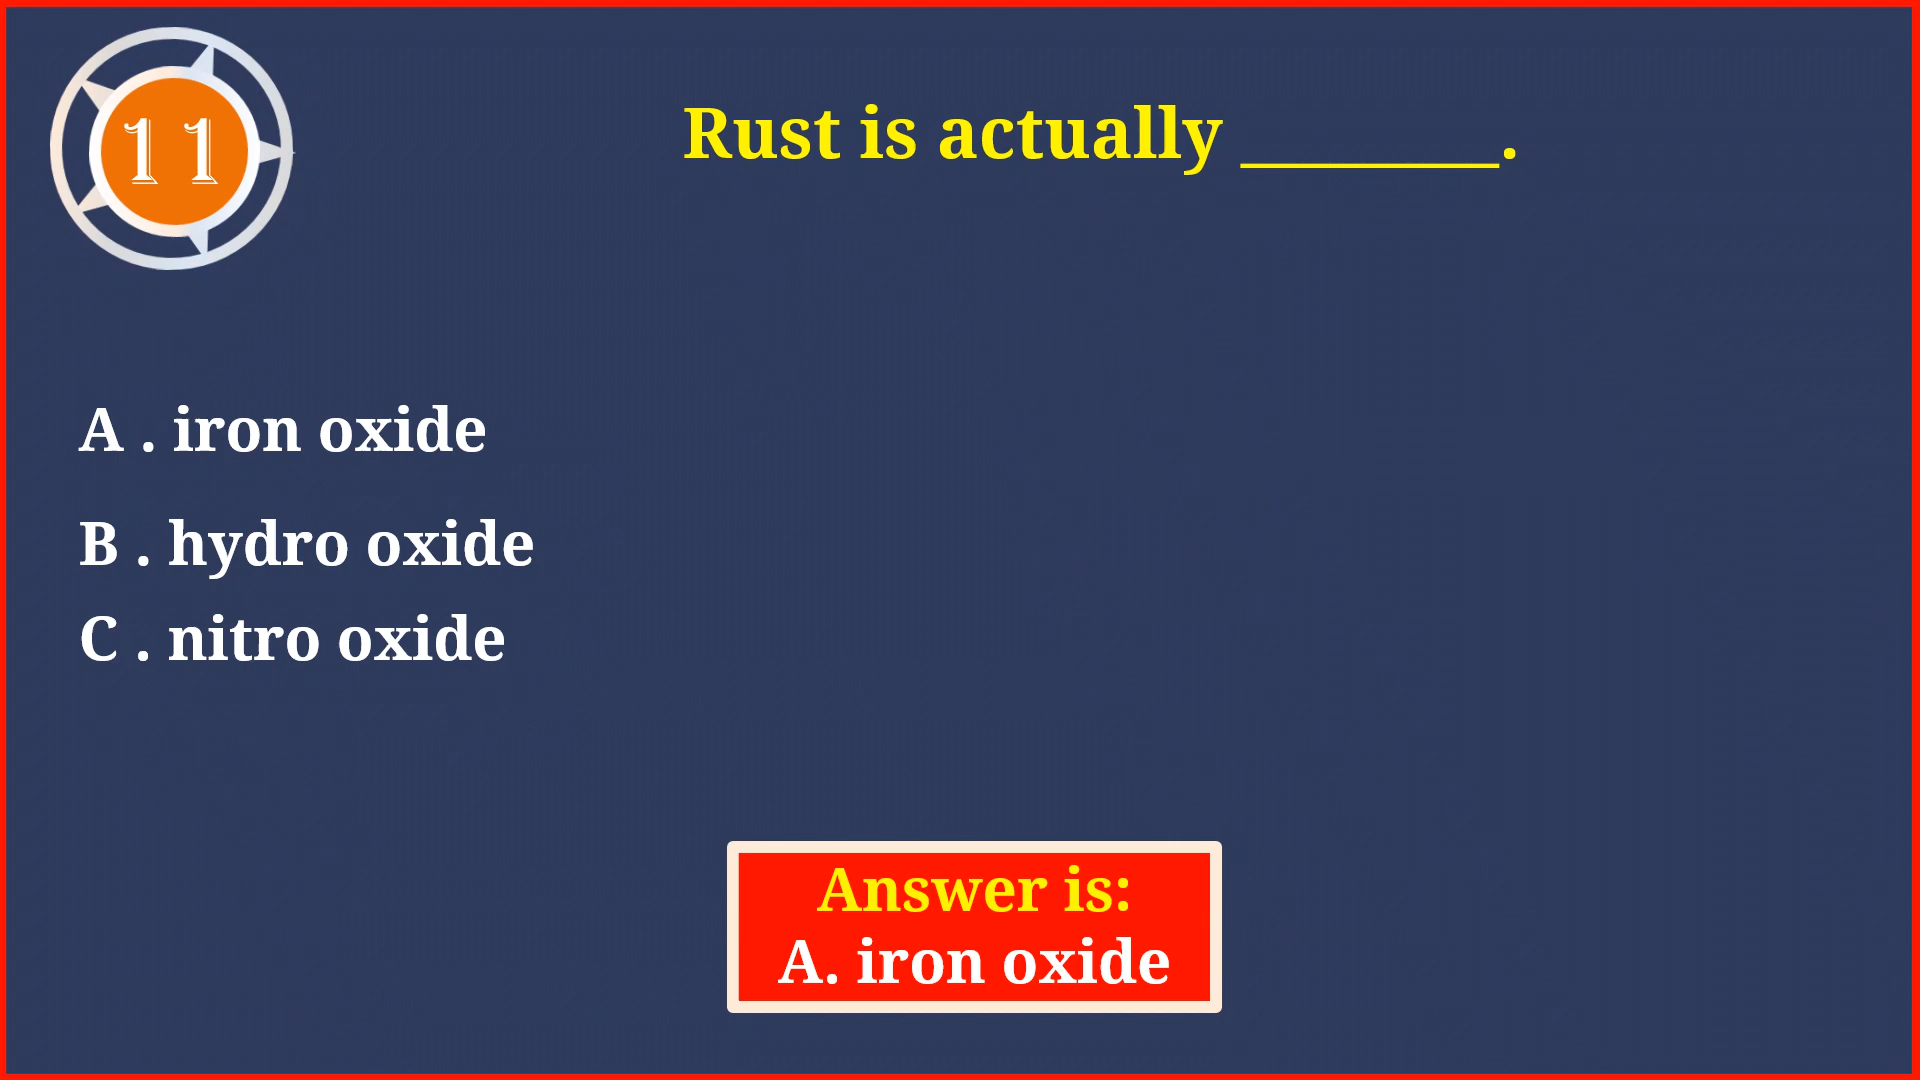 11
Rust is actually ________.
A . iron oxide
B . hydro oxide
C . nitro oxide
Answer is:
A. iron oxide